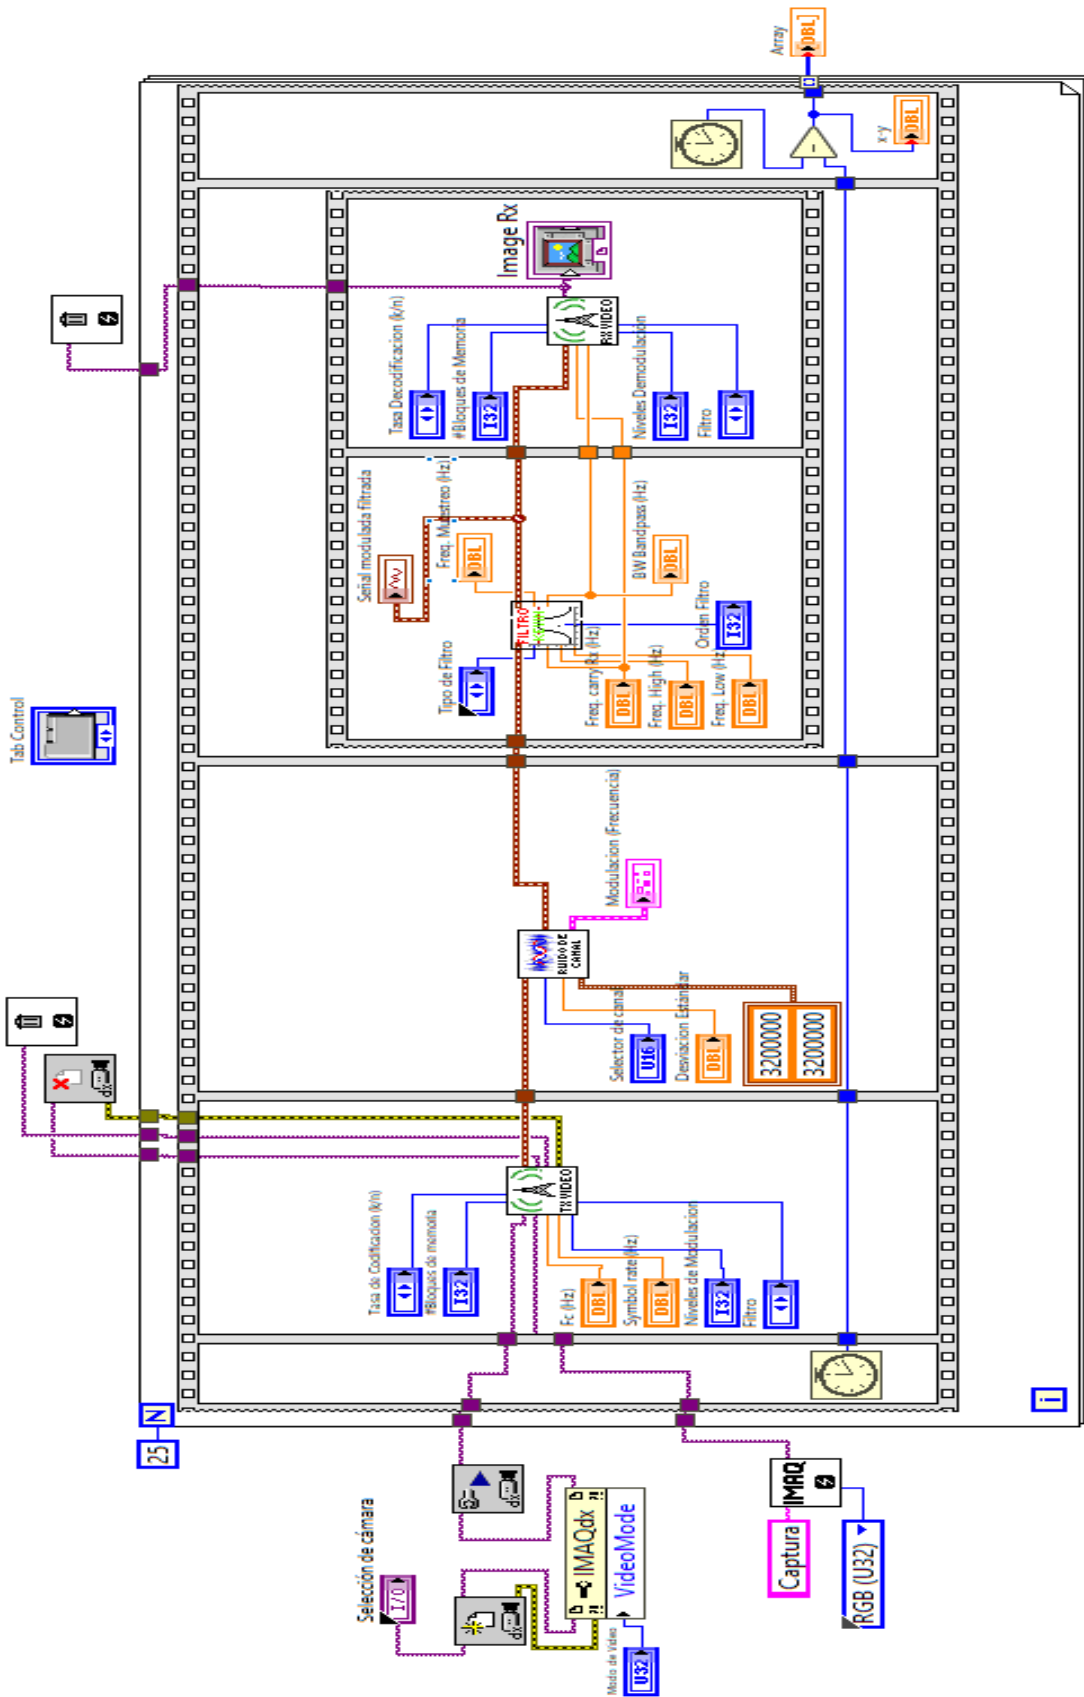 Selección de cámara
I/O
dx
dx
IMAQdx
VideoMode
Modo de Video
U32
Captura
IMAQ
RGB (U32)
25
N
i
Tab Control
dx
Tasa de Codificacion (k/n)
#Bloques de memoria
I32
TX VIDEO
Fc (Hz)
DBL
Symbol rate (Hz)
DBL
Niveles de Modulacion
I32
Filtro
RUIDO DE CANAL
Selector de canal
U16
Desviacion Estándar
DBL
3200000
3200000
Modulacion (Frecuencia)
Señal modulada filtrada
Freq. Muestreo (Hz)
DBL
Tipo de Filtro
FILTRO
Freq. carry Rx (Hz)
DBL
Freq. High (Hz)
DBL
Freq. Low (Hz)
DBL
Orden Filtro
I32
BW Bandpass (Hz)
DBL
Tasa Decodificacion (k/n)
#Bloques de Memoria
I32
RX VIDEO
Image Rx
Niveles Demodulacion
I32
Filtro
x-y
DBL
Array
DBL